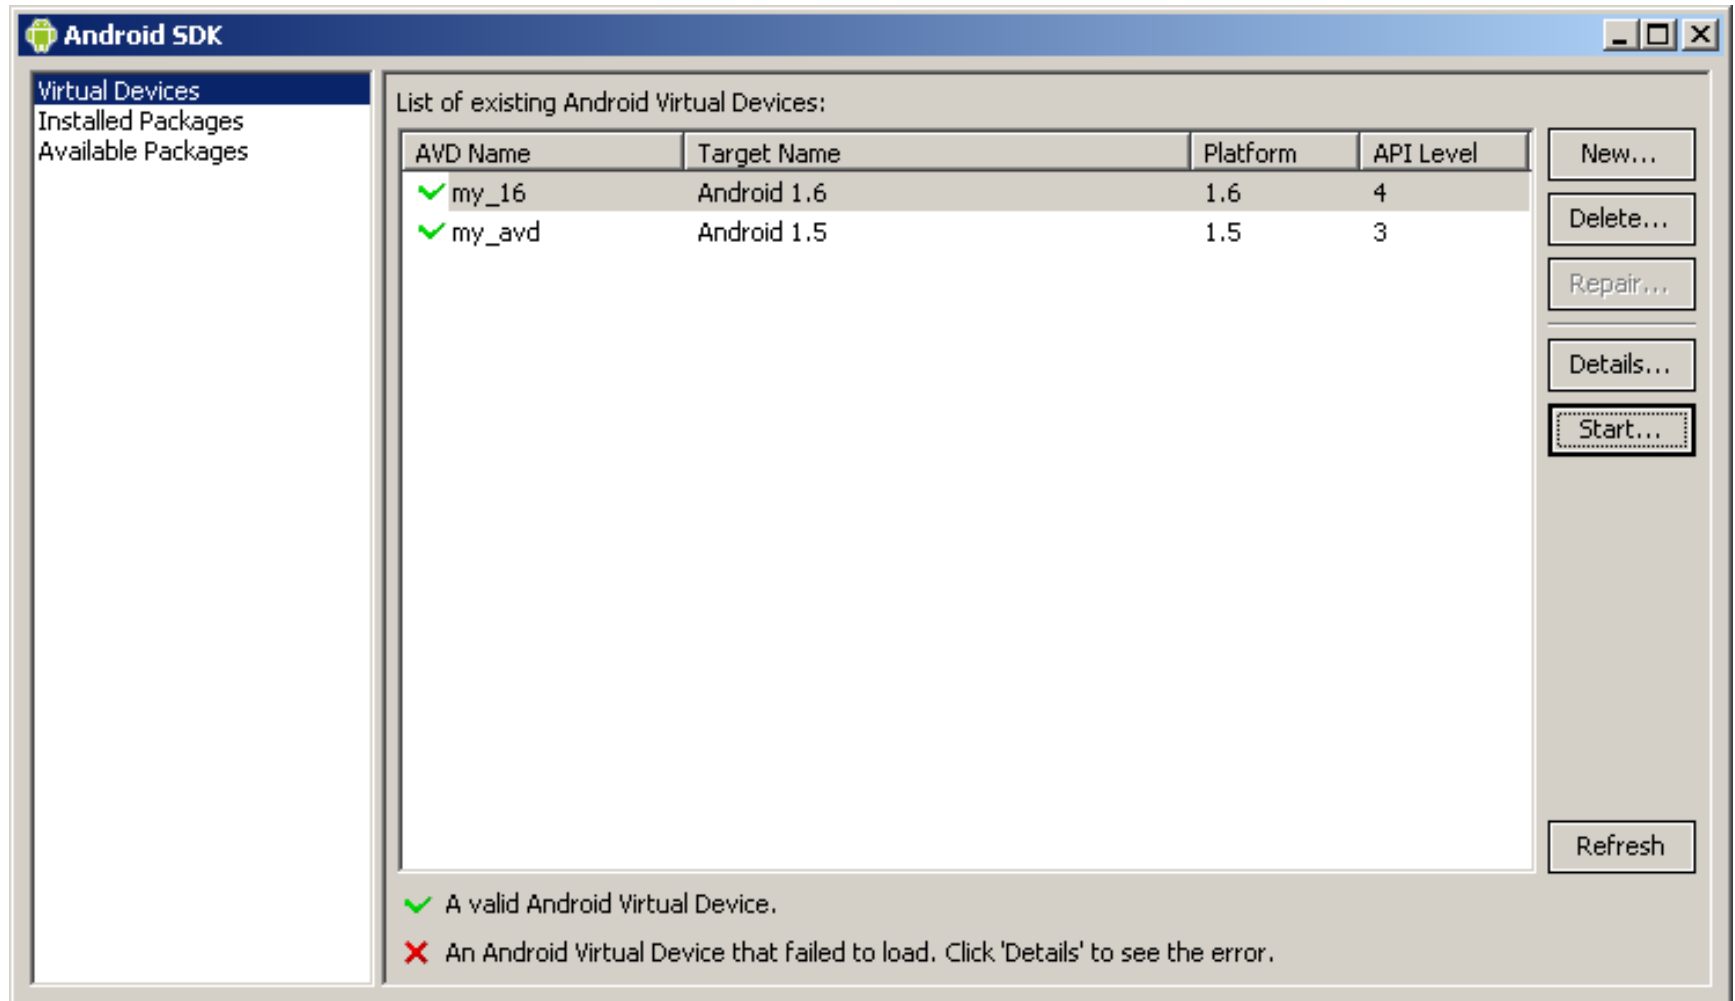 Android SDK
Virtual Devices
Installed Packages
Available Packages
List of existing Android Virtual Devices:
AVD Name Target Name Platform API Level
my_16 Android 1.6 1.6 4
my_avd Android 1.5 1.5 3
New...
Delete...
Repair...
Details...
Start...
Refresh
A valid Android Virtual Device.
An Android Virtual Device that failed to load. Click 'Details' to see the error.